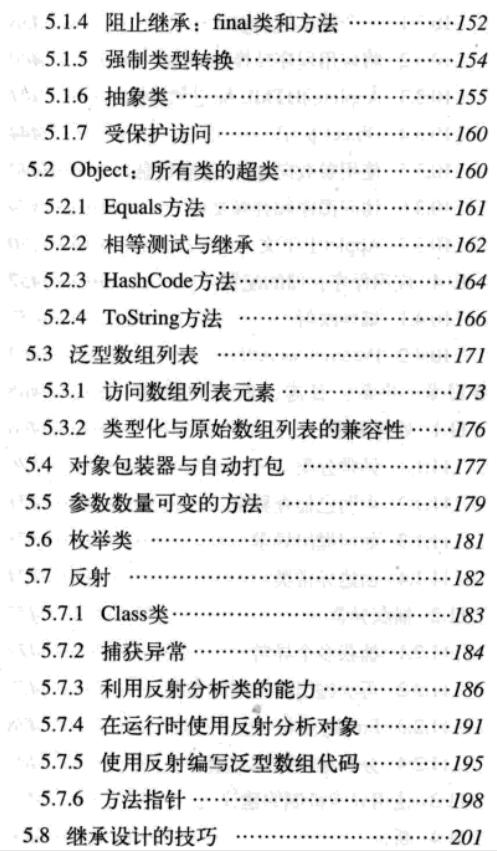 5.1.4 阻止继承：final类和方法 ……………152
5.1.5 强制类型转换 ……………………154
5.1.6 抽象类 ……………………………155
5.1.7 受保护访问 ………………………160
5.2 Object：所有类的超类 ………………160
5.2.1 Equals方法 ………………………161
5.2.2 相等测试与继承 …………………162
5.2.3 HashCode方法 ……………………164
5.2.4 ToString方法 ……………………166
5.3 泛型数组列表 …………………………171
5.3.1 访问数组列表元素 ………………173
5.3.2 类型化与原始数组列表的兼容性 ……176
5.4 对象包装器与自动打包 ………………177
5.5 参数数量可变的方法 …………………179
5.6 枚举类 …………………………………181
5.7 反射 ……………………………………182
5.7.1 Class类 ……………………………183
5.7.2 捕获异常 …………………………184
5.7.3 利用反射分析类的能力 …………186
5.7.4 在运行时使用反射分析对象 ………191
5.7.5 使用反射编写泛型数组代码 ………195
5.7.6 方法指针 …………………………198
5.8 继承设计的技巧 ………………………201